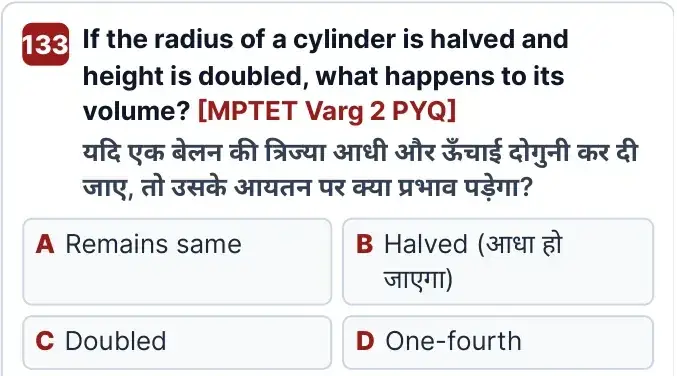 133 If the radius of a cylinder is halved and
height is doubled, what happens to its
volume? [MPTET Varg 2 PYQ]
यदि एक बेलन की त्रिज्या आधी और ऊँचाई दोगुनी कर दी
जाए, तो उसके आयतन पर क्या प्रभाव पड़ेगा?
A Remains same
B Halved (आधा हो
जाएगा)
C Doubled
D One-fourth